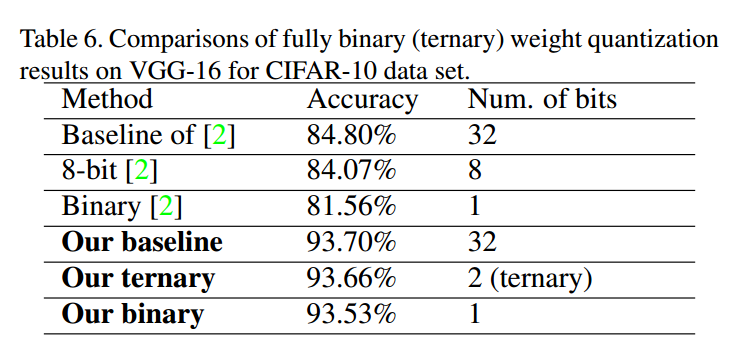 Table 6. Comparisons of fully binary (ternary) weight quantization
results on VGG-16 for CIFAR-10 data set.
Method Accuracy Num. of bits
Baseline of [2] 84.80% 32
8-bit [2] 84.07% 8
Binary [2] 81.56% 1
Our baseline 93.70% 32
Our ternary 93.66% 2 (ternary)
Our binary 93.53% 1